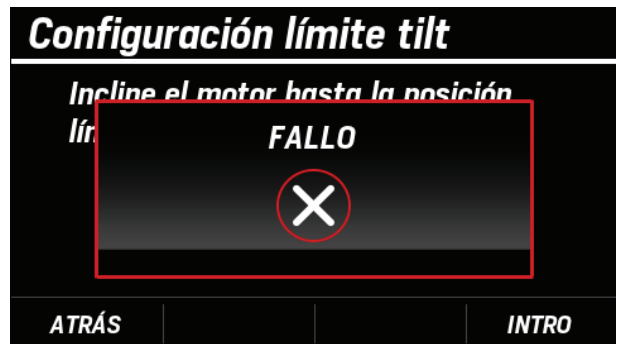 Configuración límite tilt
Incline el motor hasta la posición
FALLO
ATRÁS
INTRO